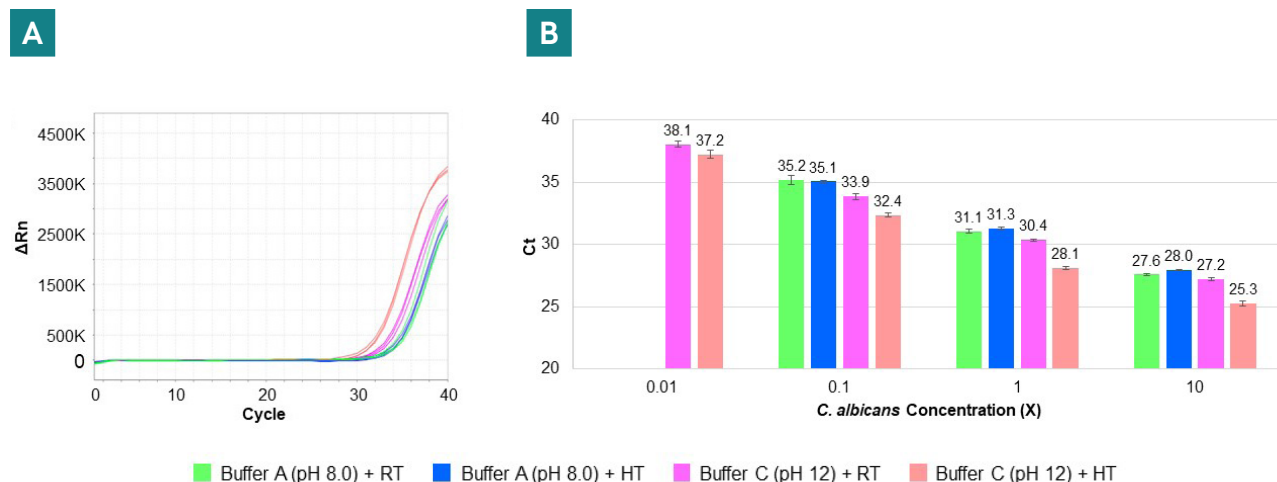 A
B
4500K
3500K
2500K
1500K
500K
0
ΔRn
0 10 20 30 40
Cycle
40
35
30
25
20
Ct
38.1 37.2
35.2 35.1 33.9 32.4
31.1 31.3 30.4 28.1
27.6 28.0 27.2 25.3
0.01 0.1 1 10
C. albicans Concentration (X)
Buffer A (pH 8.0) + RT Buffer A (pH 8.0) + HT Buffer C (pH 12) + RT Buffer C (pH 12) + HT